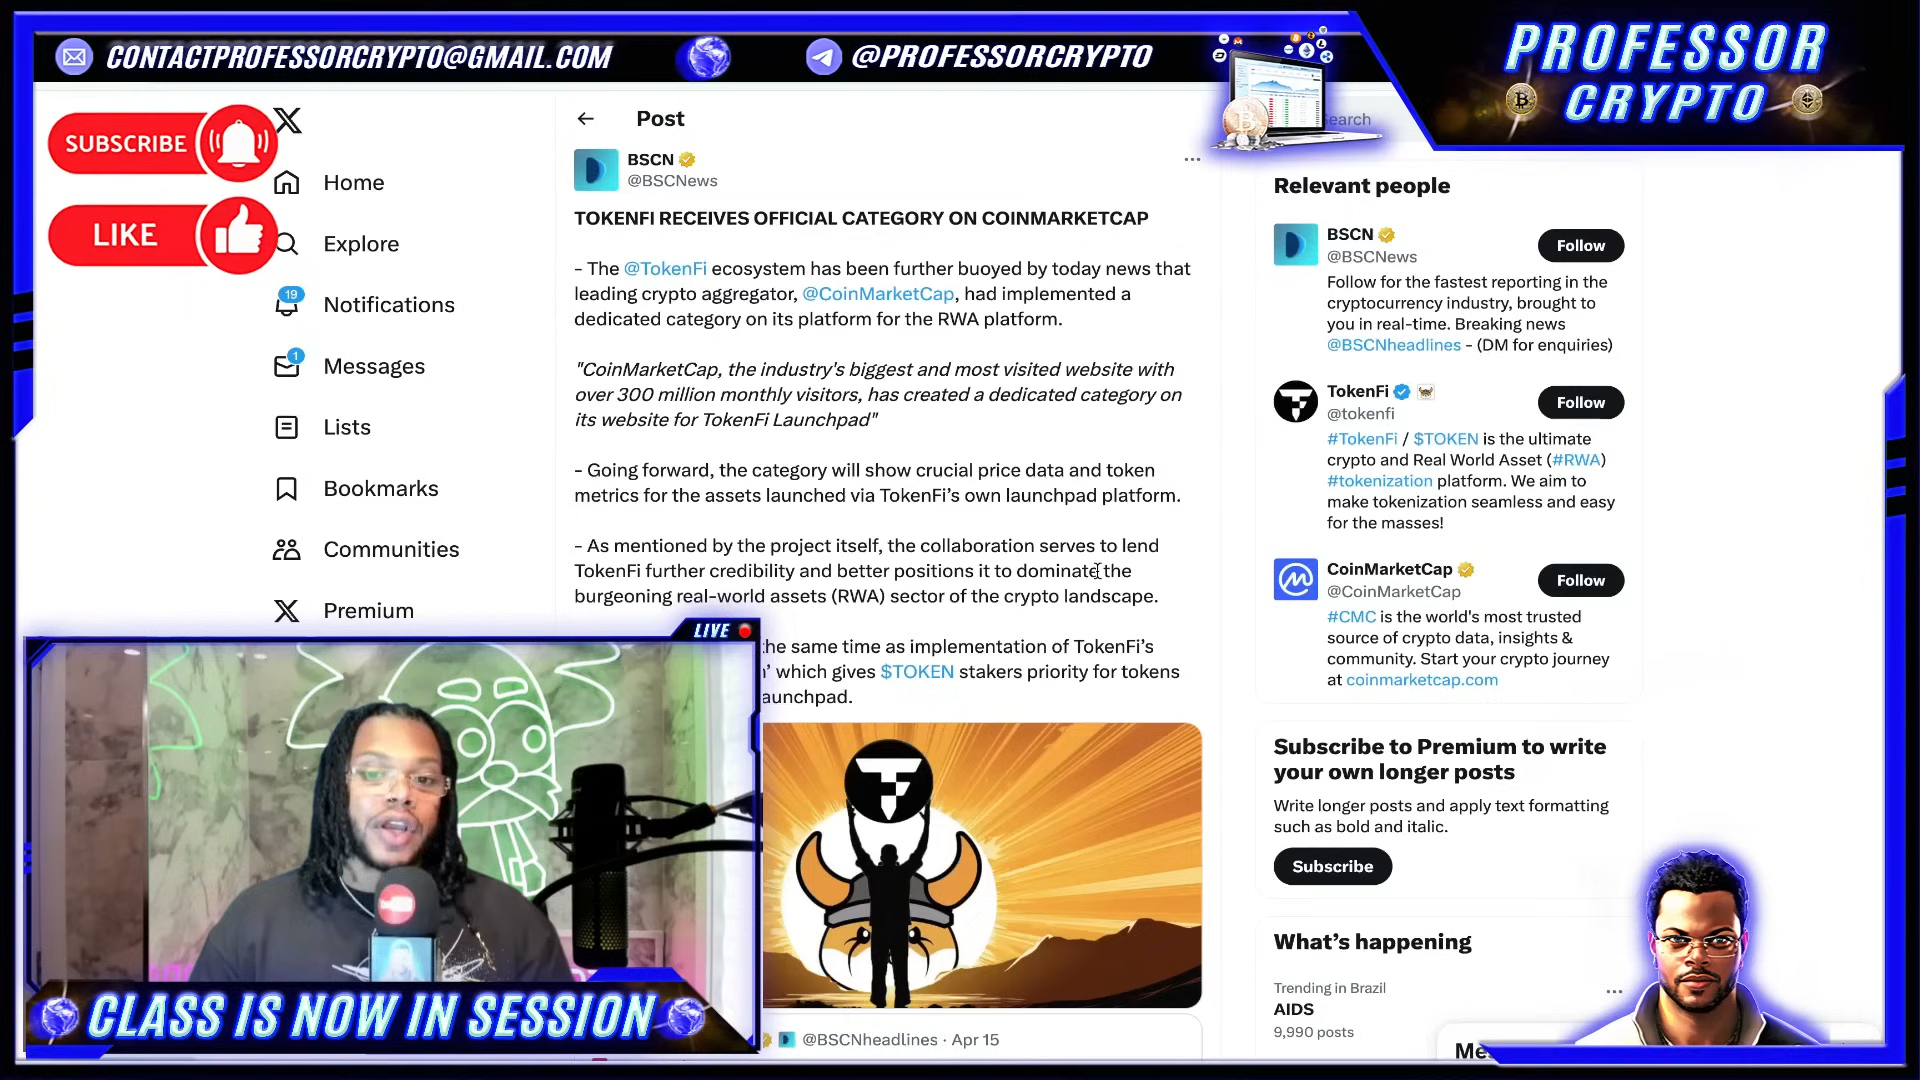 CONTACTPROFESSORCRYPTO@GMAIL.COM
@PROFESSORCRYPTO
PROFESSOR
CRYPTO
SUBSCRIBE
LIKE
Home
Explore
19
Notifications
1
Messages
Lists
Bookmarks
Communities
Premium
Post
BSCN
@BSCNews
TOKENFI RECEIVES OFFICIAL CATEGORY ON COINMARKETCAP
- The @TokenFi ecosystem has been further buoyed by today news that
leading crypto aggregator, @CoinMarketCap, had implemented a
dedicated category on its platform for the RWA platform.
"CoinMarketCap, the industry's biggest and most visited website with
over 300 million monthly visitors, has created a dedicated category on
its website for TokenFi Launchpad"
- Going forward, the category will show crucial price data and token
metrics for the assets launched via TokenFi's own launchpad platform.
- As mentioned by the project itself, the collaboration serves to lend
TokenFi further credibility and better positions it to dominate the
burgeoning real-world assets (RWA) sector of the crypto landscape.
the same time as implementation of TokenFi's
which gives $TOKEN stakers priority for tokens
@BSCNheadlines · Apr 15
Relevant people
BSCN
@BSCNews
Follow
Follow for the fastest reporting in the
cryptocurrency industry, brought to
you in real-time. Breaking news
@BSCNheadlines - (DM for enquiries)
TokenFi
@tokenfi
Follow
#TokenFi / $TOKEN is the ultimate
crypto and Real World Asset (#RWA)
#tokenization platform. We aim to
make tokenization seamless and easy
for the masses!
CoinMarketCap
@CoinMarketCap
Follow
#CMC is the world's most trusted
source of crypto data, insights &
community. Start your crypto journey
at coinmarketcap.com
Subscribe to Premium to write
your own longer posts
Write longer posts and apply text formatting
such as bold and italic.
Subscribe
What's happening
Trending in Brazil
AIDS
9,990 posts
LIVE
CLASS IS NOW IN SESSION